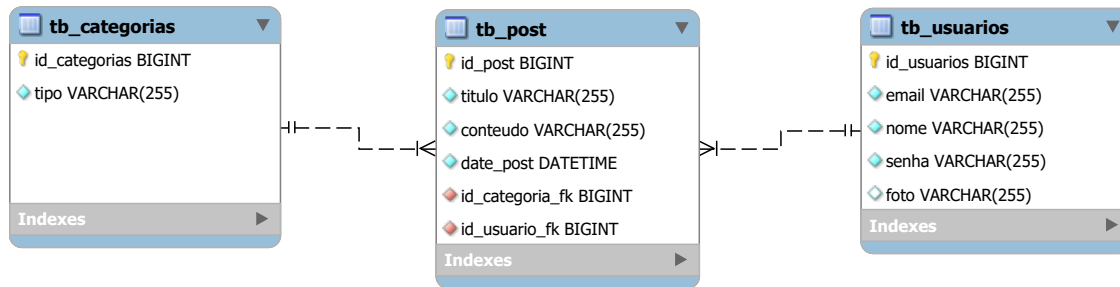 tb_categorias
id_categorias BIGINT
tipo VARCHAR(255)
Indexes
tb_post
id_post BIGINT
titulo VARCHAR(255)
conteudo VARCHAR(255)
date_post DATETIME
id_categoria_fk BIGINT
id_usuario_fk BIGINT
Indexes
tb_usuarios
id_usuarios BIGINT
email VARCHAR(255)
nome VARCHAR(255)
senha VARCHAR(255)
foto VARCHAR(255)
Indexes